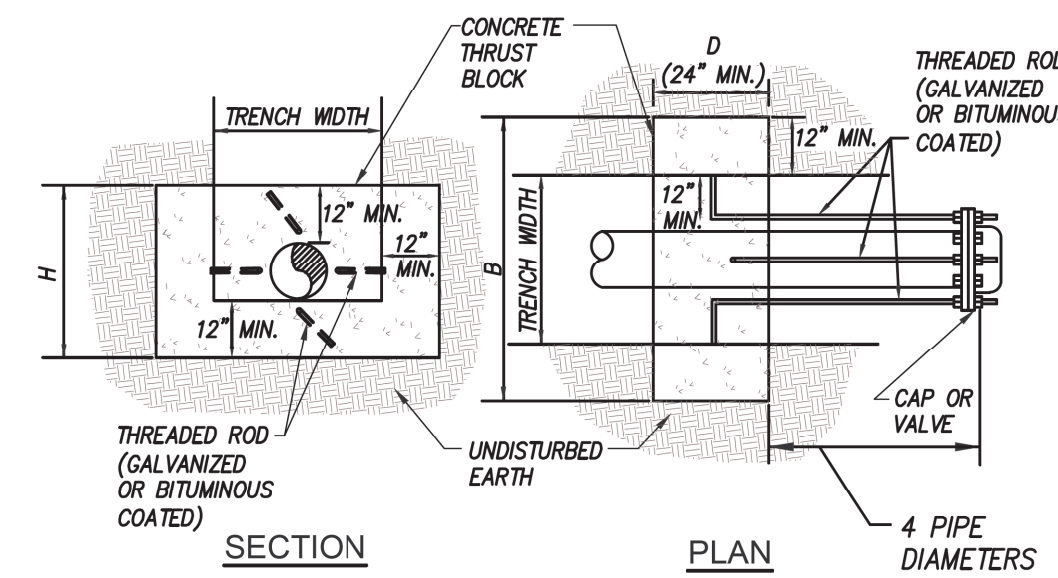 CONCRETE
THRUST
BLOCK
TRENCH WIDTH
12" MIN.
12"
MIN.
H
12" MIN.
THREADED ROD
(GALVANIZED
OR BITUMINOUS
COATED)
UNDISTURBED
EARTH
SECTION
D
(24" MIN.)
THREADED ROD
(GALVANIZED
OR BITUMINOUS
COATED)
12" MIN.
12"
MIN.
TRENCH WIDTH
B
CAP OR
VALVE
4 PIPE
DIAMETERS
PLAN